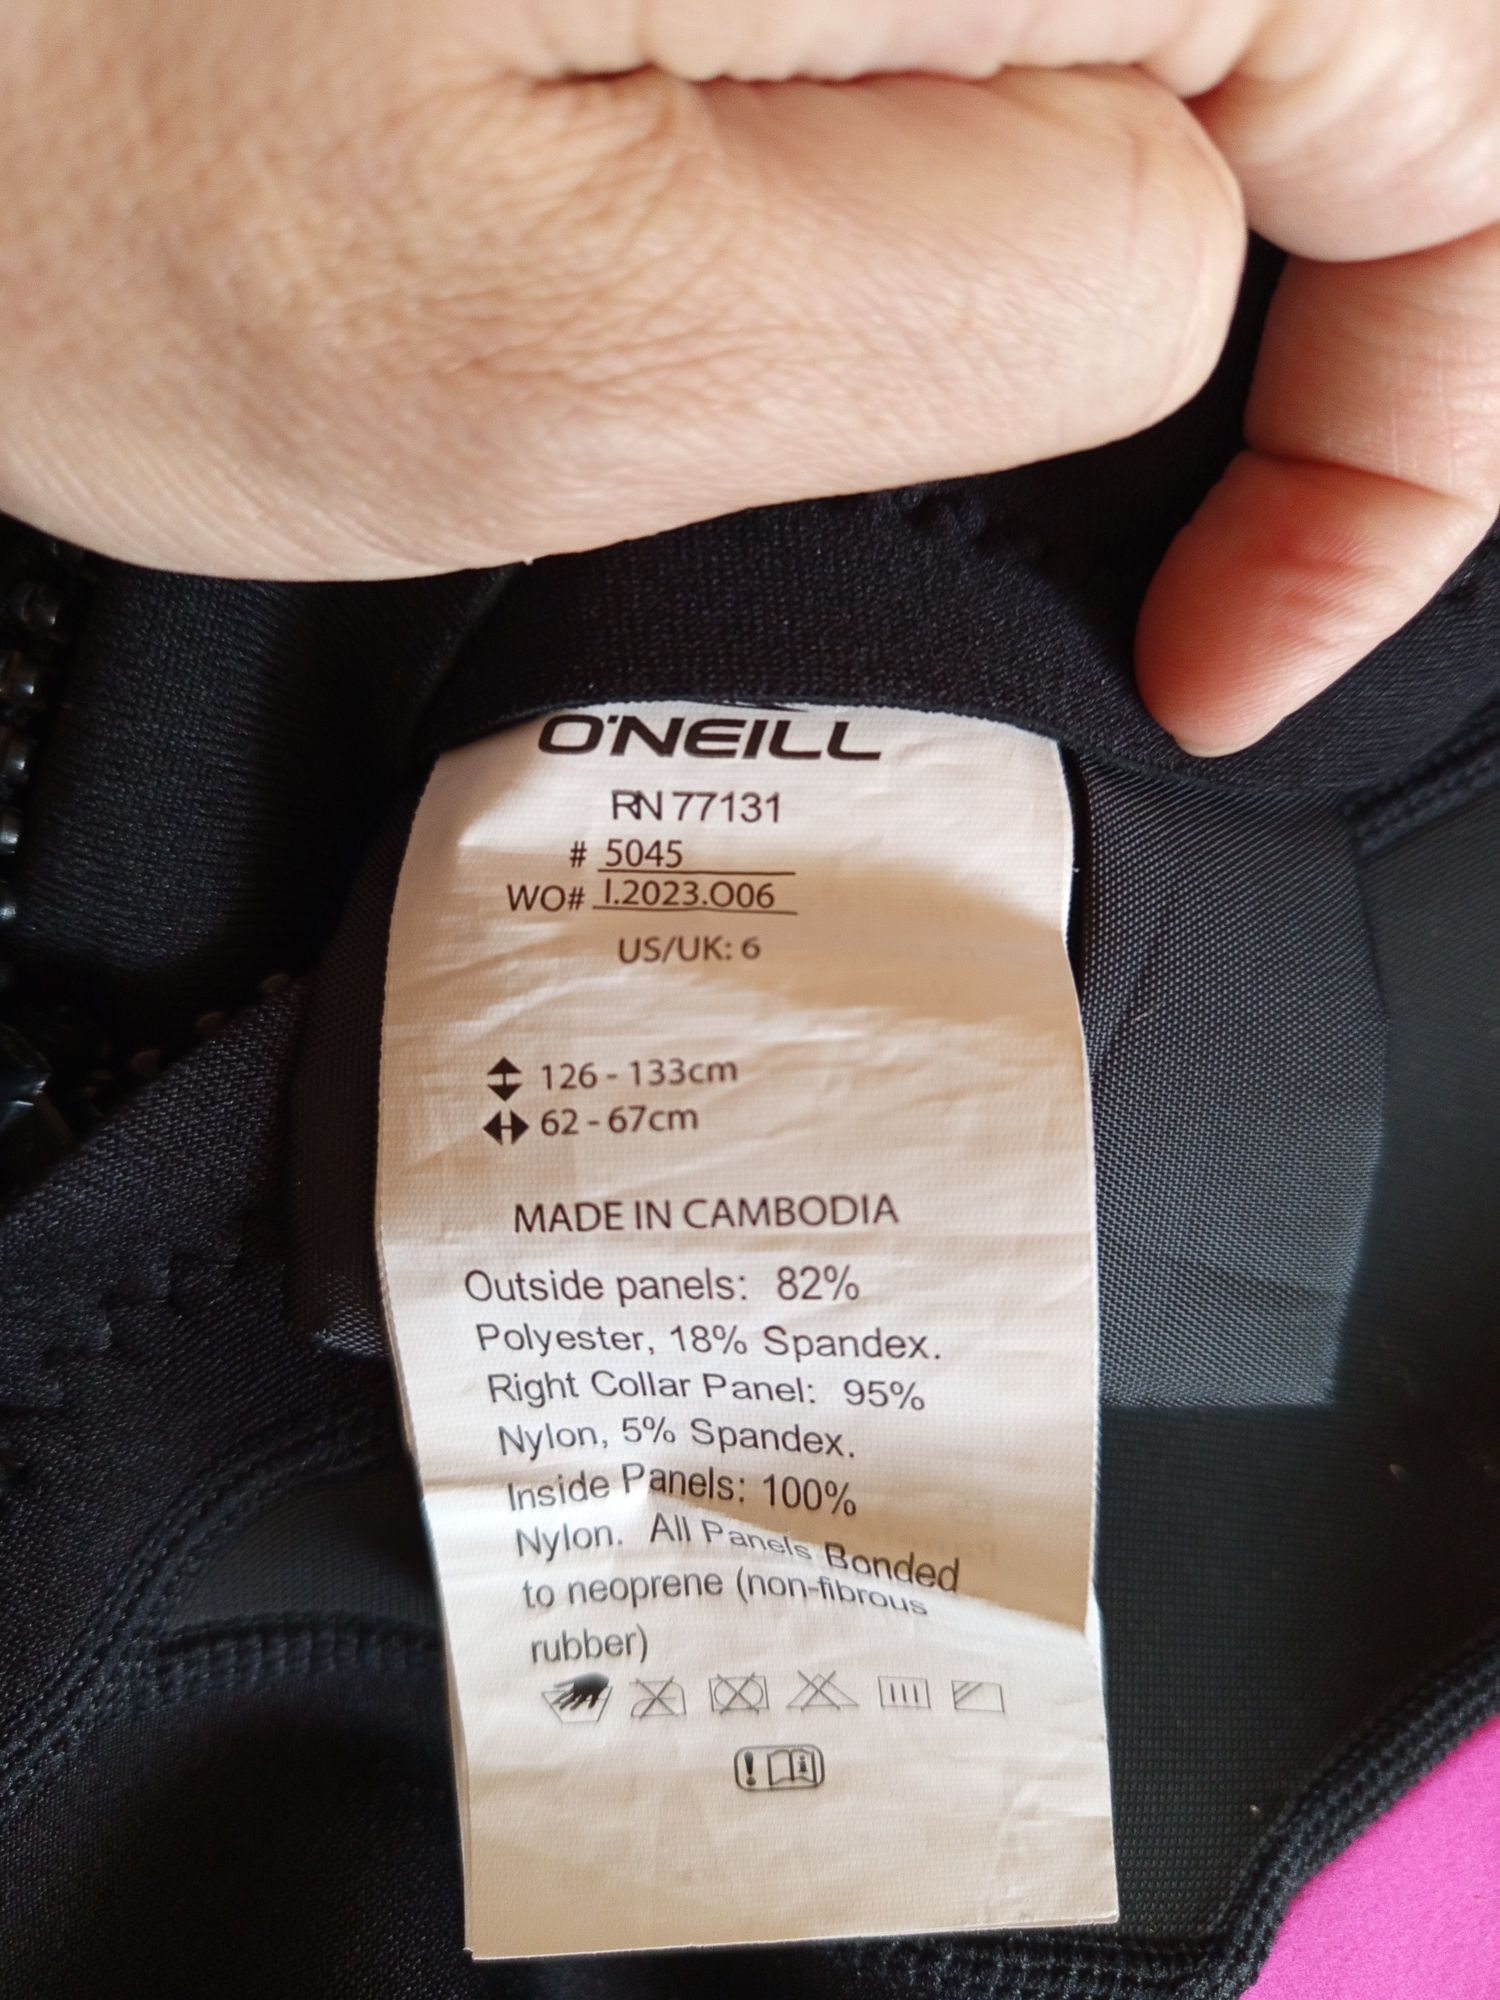 O'NEILL
RN 77131
# 5045
WO# I.2023.O06
US/UK: 6
126 - 133cm
62 - 67cm
MADE IN CAMBODIA
Outside panels: 82%
Polyester, 18% Spandex.
Right Collar Panel: 95%
Nylon, 5% Spandex.
Inside Panels: 100%
Nylon. All Panels Bonded
to neoprene (non-fibrous
rubber)